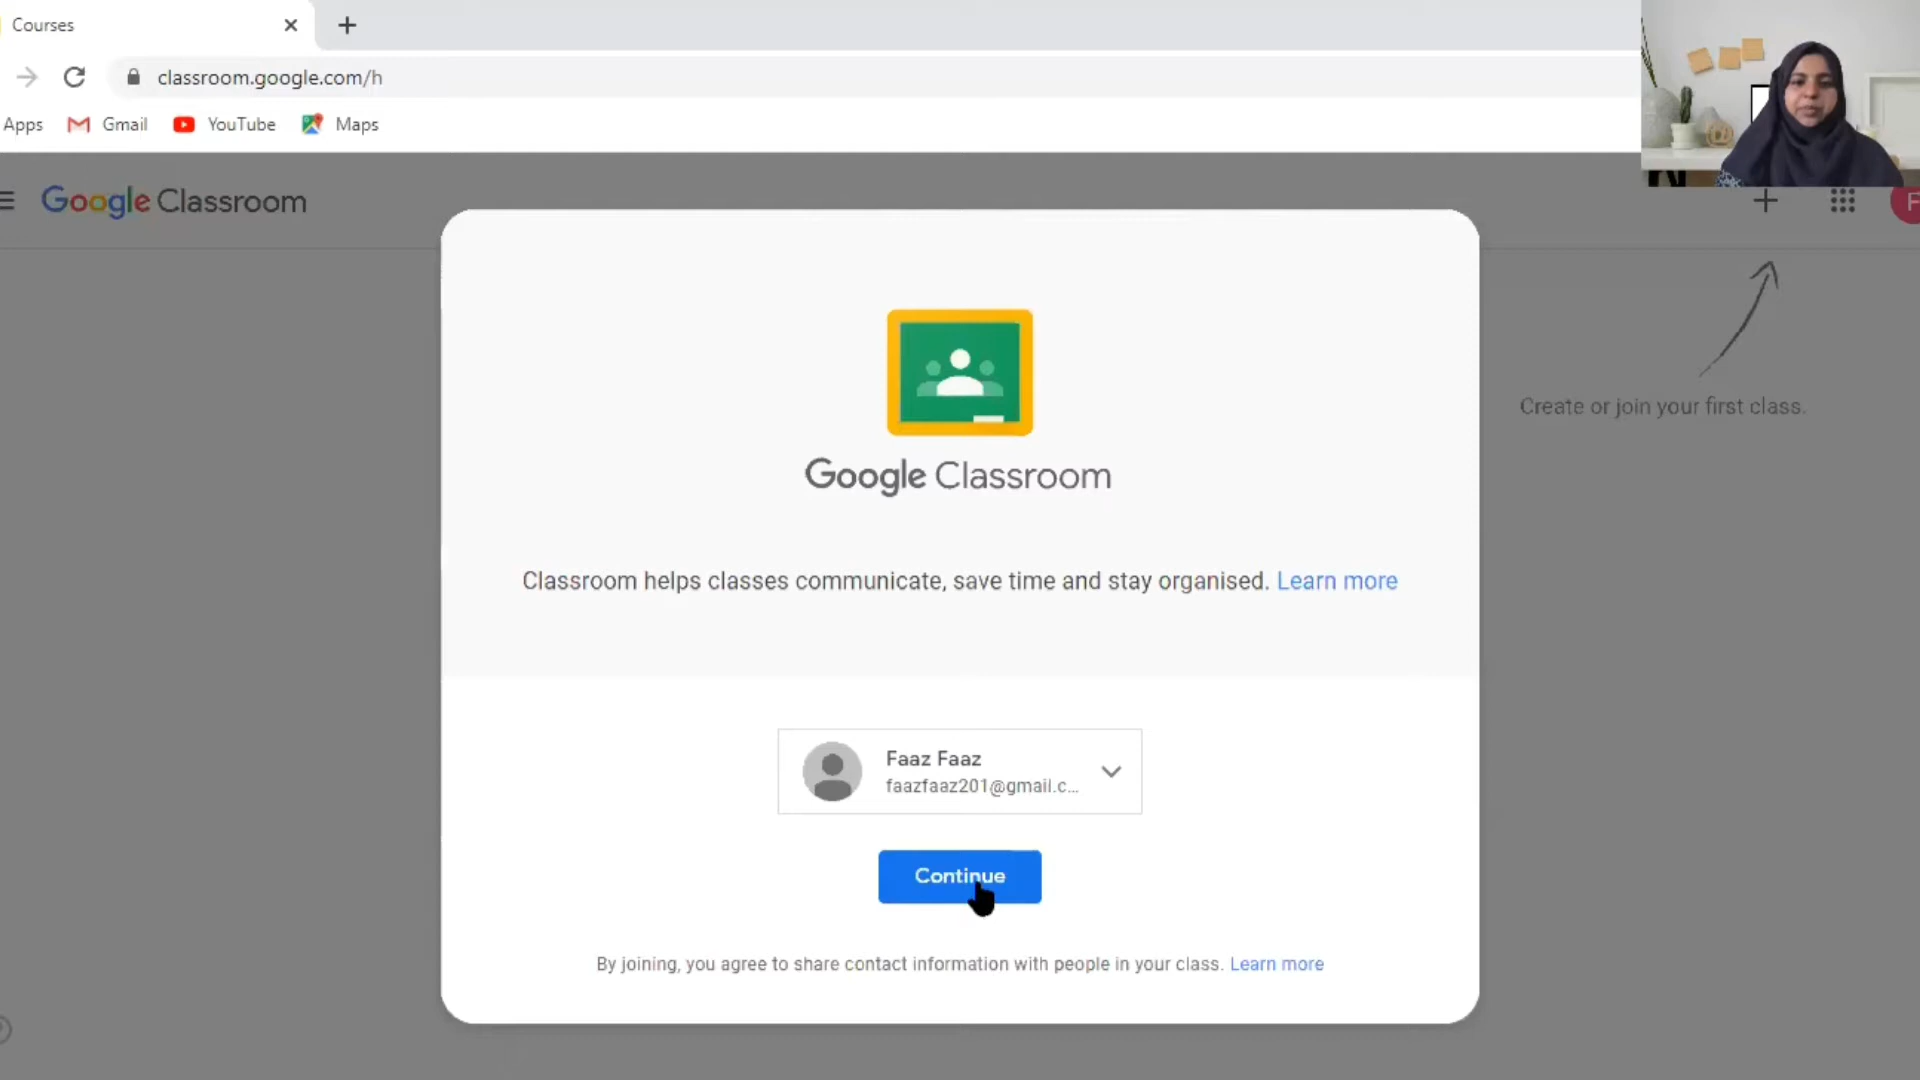 Courses
classroom.google.com/h
Apps Gmail YouTube Maps
Google Classroom
F
Create or join your first class.
Google Classroom
Classroom helps classes communicate, save time and stay organised. Learn more
Faaz Faaz
faazfaaz201@gmail.c...
Continue
By joining, you agree to share contact information with people in your class. Learn more